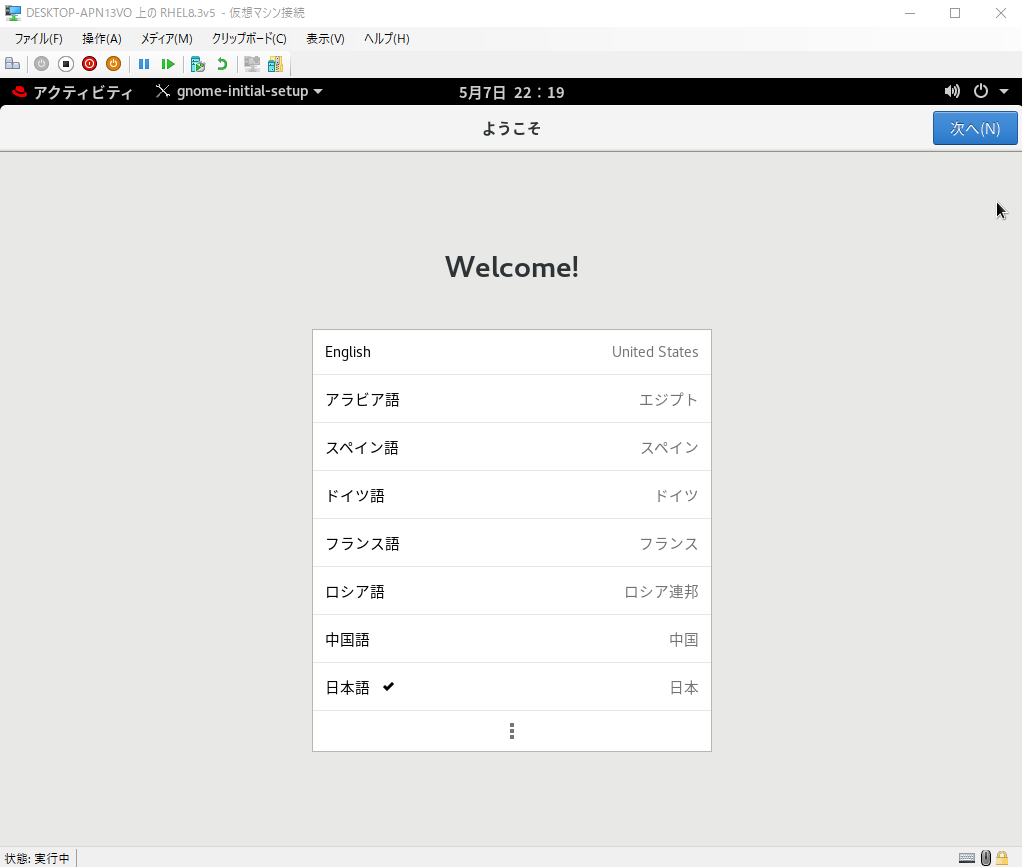 DESKTOP-APN13VO 上の RHEL8.3v5 - 仮想マシン接続
ファイル(F) 操作(A) メディア(M) クリップボード(C) 表示(V) ヘルプ(H)
アクティビティ gnome-initial-setup 5月7日 22：19
ようこそ 次へ(N)
Welcome!
English United States
アラビア語 エジプト
スペイン語 スペイン
ドイツ語 ドイツ
フランス語 フランス
ロシア語 ロシア連邦
中国語 中国
日本語 日本
状態: 実行中